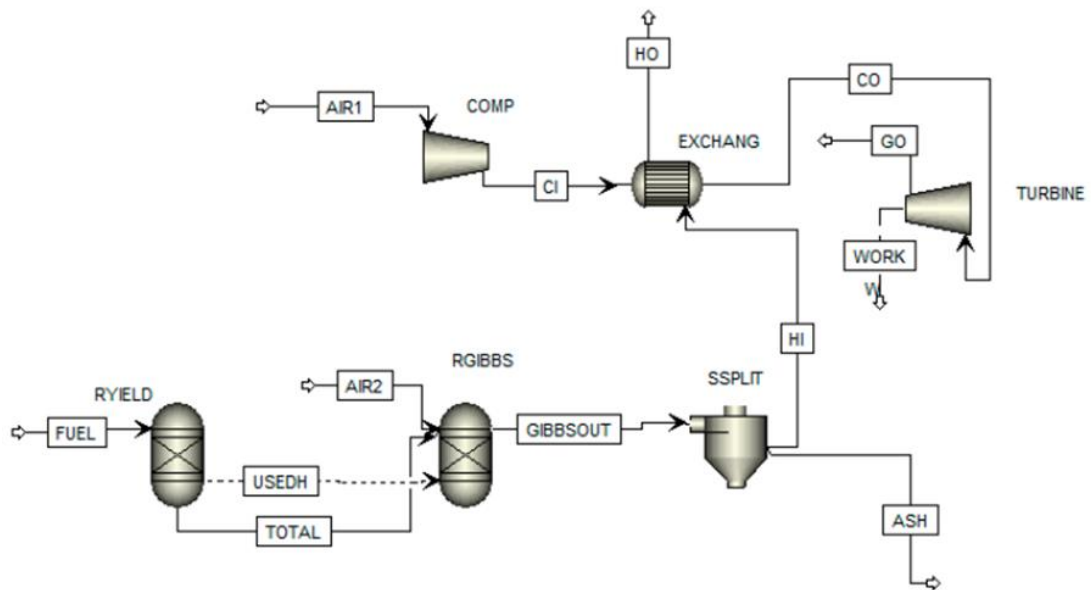 HO
CO
AIR1
COMP
EXCHANG
GO
CI
TURBINE
WORK
W
HI
RGIBBS
SSPLIT
RYIELD
AIR2
FUEL
GIBBSOUT
USEDH
TOTAL
ASH